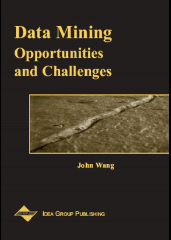 Data Mining
Opportunities
and Challenges
John Wang
IDEA GROUP PUBLISHING